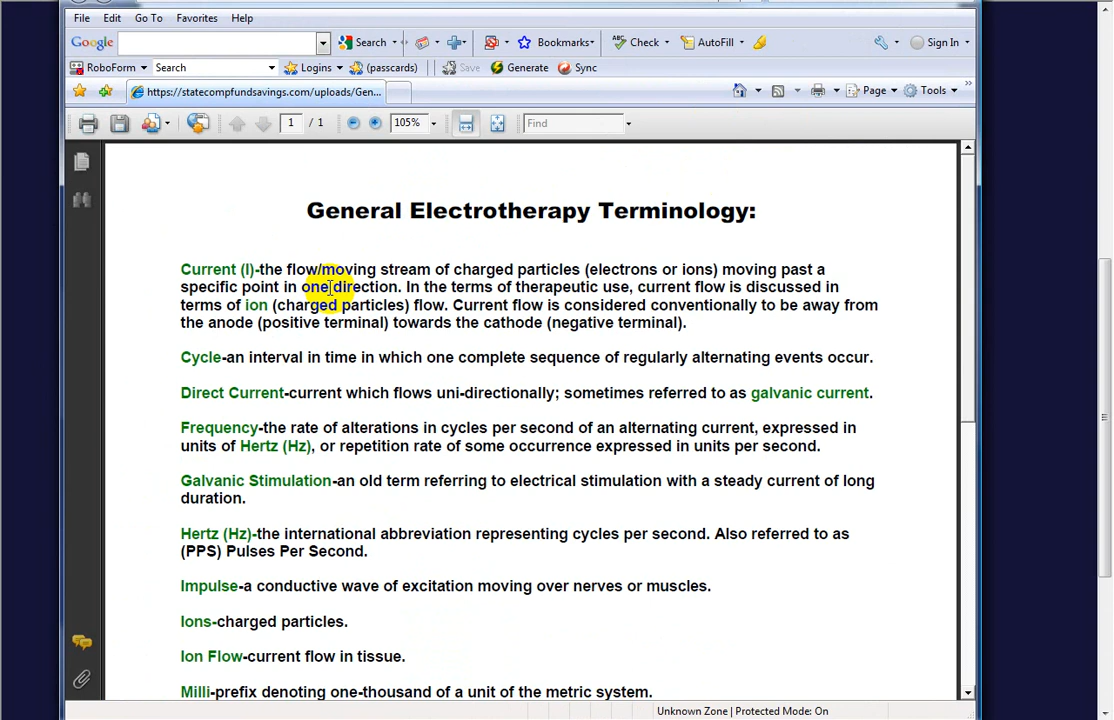 File Edit Go To Favorites Help
Google Search Bookmarks Check AutoFill Sign In
RoboForm Search Logins (passcards) Save Generate Sync
https://statecompfundsavings.com/uploads/Gen... Page Tools
1 / 1 105% Find
General Electrotherapy Terminology:
Current (I)-the flow/moving stream of charged particles (electrons or ions) moving past a
specific point in one direction. In the terms of therapeutic use, current flow is discussed in
terms of ion (charged particles) flow. Current flow is considered conventionally to be away from
the anode (positive terminal) towards the cathode (negative terminal).
Cycle-an interval in time in which one complete sequence of regularly alternating events occur.
Direct Current-current which flows uni-directionally; sometimes referred to as galvanic current.
Frequency-the rate of alterations in cycles per second of an alternating current, expressed in
units of Hertz (Hz), or repetition rate of some occurrence expressed in units per second.
Galvanic Stimulation-an old term referring to electrical stimulation with a steady current of long
duration.
Hertz (Hz)-the international abbreviation representing cycles per second. Also referred to as
(PPS) Pulses Per Second.
Impulse-a conductive wave of excitation moving over nerves or muscles.
Ions-charged particles.
Ion Flow-current flow in tissue.
Milli-prefix denoting one-thousand of a unit of the metric system.
Unknown Zone | Protected Mode: On